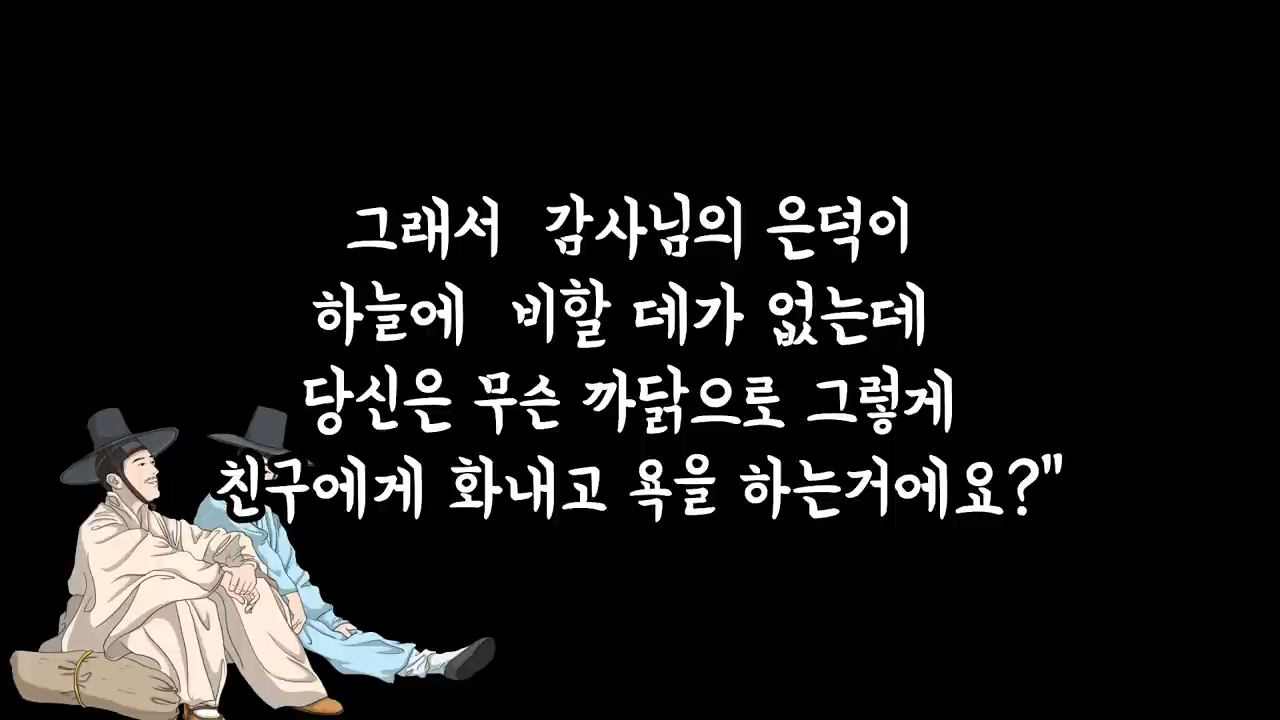 그래서 감사님의 은덕이
하늘에 비할 데가 없는데
당신은 무슨 까닭으로 그렇게
친구에게 화내고 욕을 하는거에요?"